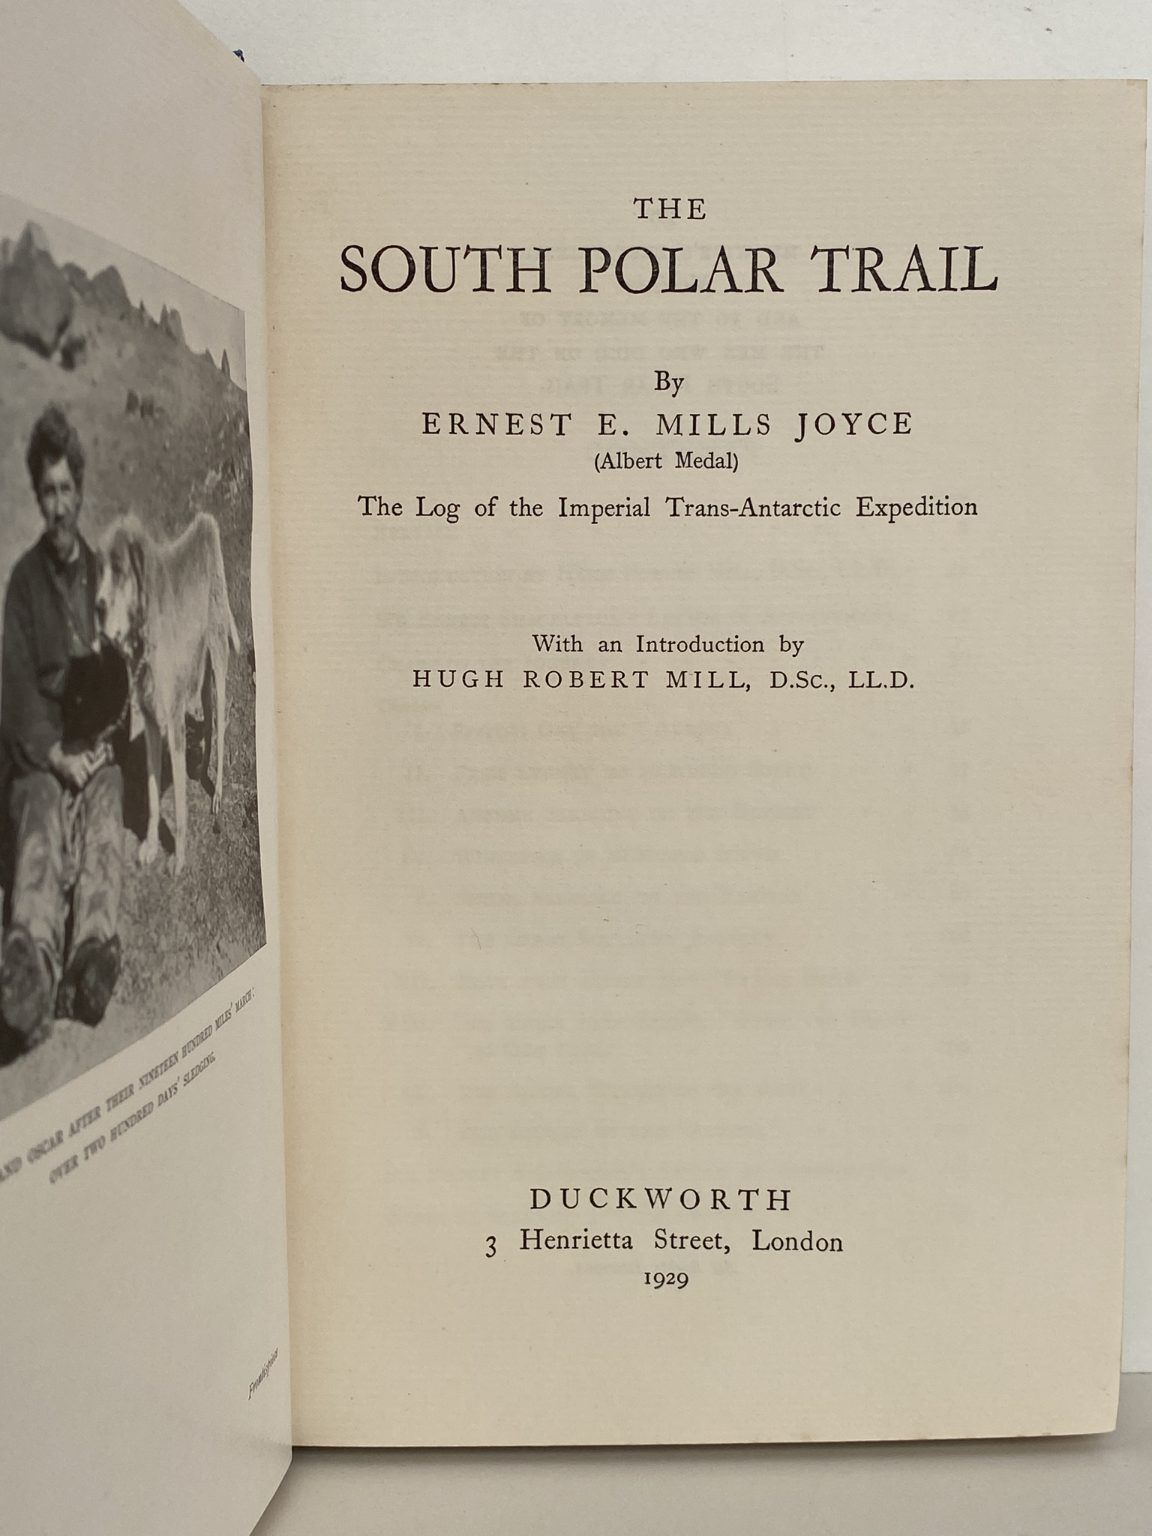 AND OSCAR AFTER THEIR NINETEEN HUNDRED MILES' MARCH:
OVER TWO HUNDRED DAYS' SLEDGING.
Frontispiece
THE
SOUTH POLAR TRAIL
By
ERNEST E. MILLS JOYCE
(Albert Medal)
The Log of the Imperial Trans-Antarctic Expedition
With an Introduction by
HUGH ROBERT MILL, D.Sc., LL.D.
DUCKWORTH
3 Henrietta Street, London
1929